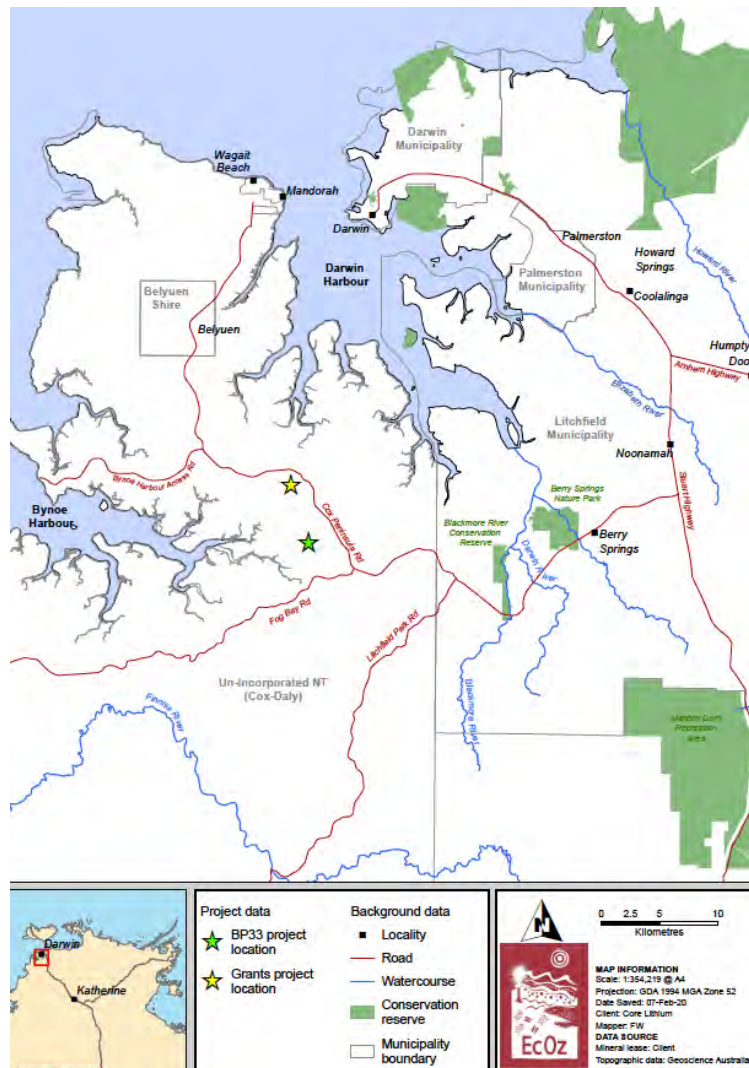 Darwin
Municipality
Wagait
Beach
Mandorah
Darwin
Palmerston
Howard
Springs
Howard River
Darwin
Harbour
Palmerston
Municipality
Coolalinga
Belyuen
Shire
Belyuen
Humpty
Doo
Arnhem Highway
Elizabeth River
Litchfield
Municipality
Noonamah
Bynoe Harbour Access Rd
Cox Peninsula Rd
Stuart Highway
Berry Springs
Nature Park
Bynoe
Harbour
Blackmore River
Conservation
Reserve
Berry
Springs
Darwin River
Fog Bay Rd
Litchfield Park Rd
Un-Incorporated NT
(Cox-Daly)
Finniss River
Blackmore River
Manton Dam
Recreation
Area
Darwin
Katherine
Project data
BP33 project
location
Grants project
location
Background data
Locality
Road
Watercourse
Conservation
reserve
Municipality
boundary
N
0 2.5 5 10
Kilometres
EcOz
MAP INFORMATION
Scale: 1:354,219 @ A4
Projection: GDA 1994 MGA Zone 52
Date Saved: 07-Feb-20
Client: Core Lithium
Mapper: FW
DATA SOURCE
Mineral lease: Client
Topographic data: Geoscience Australia